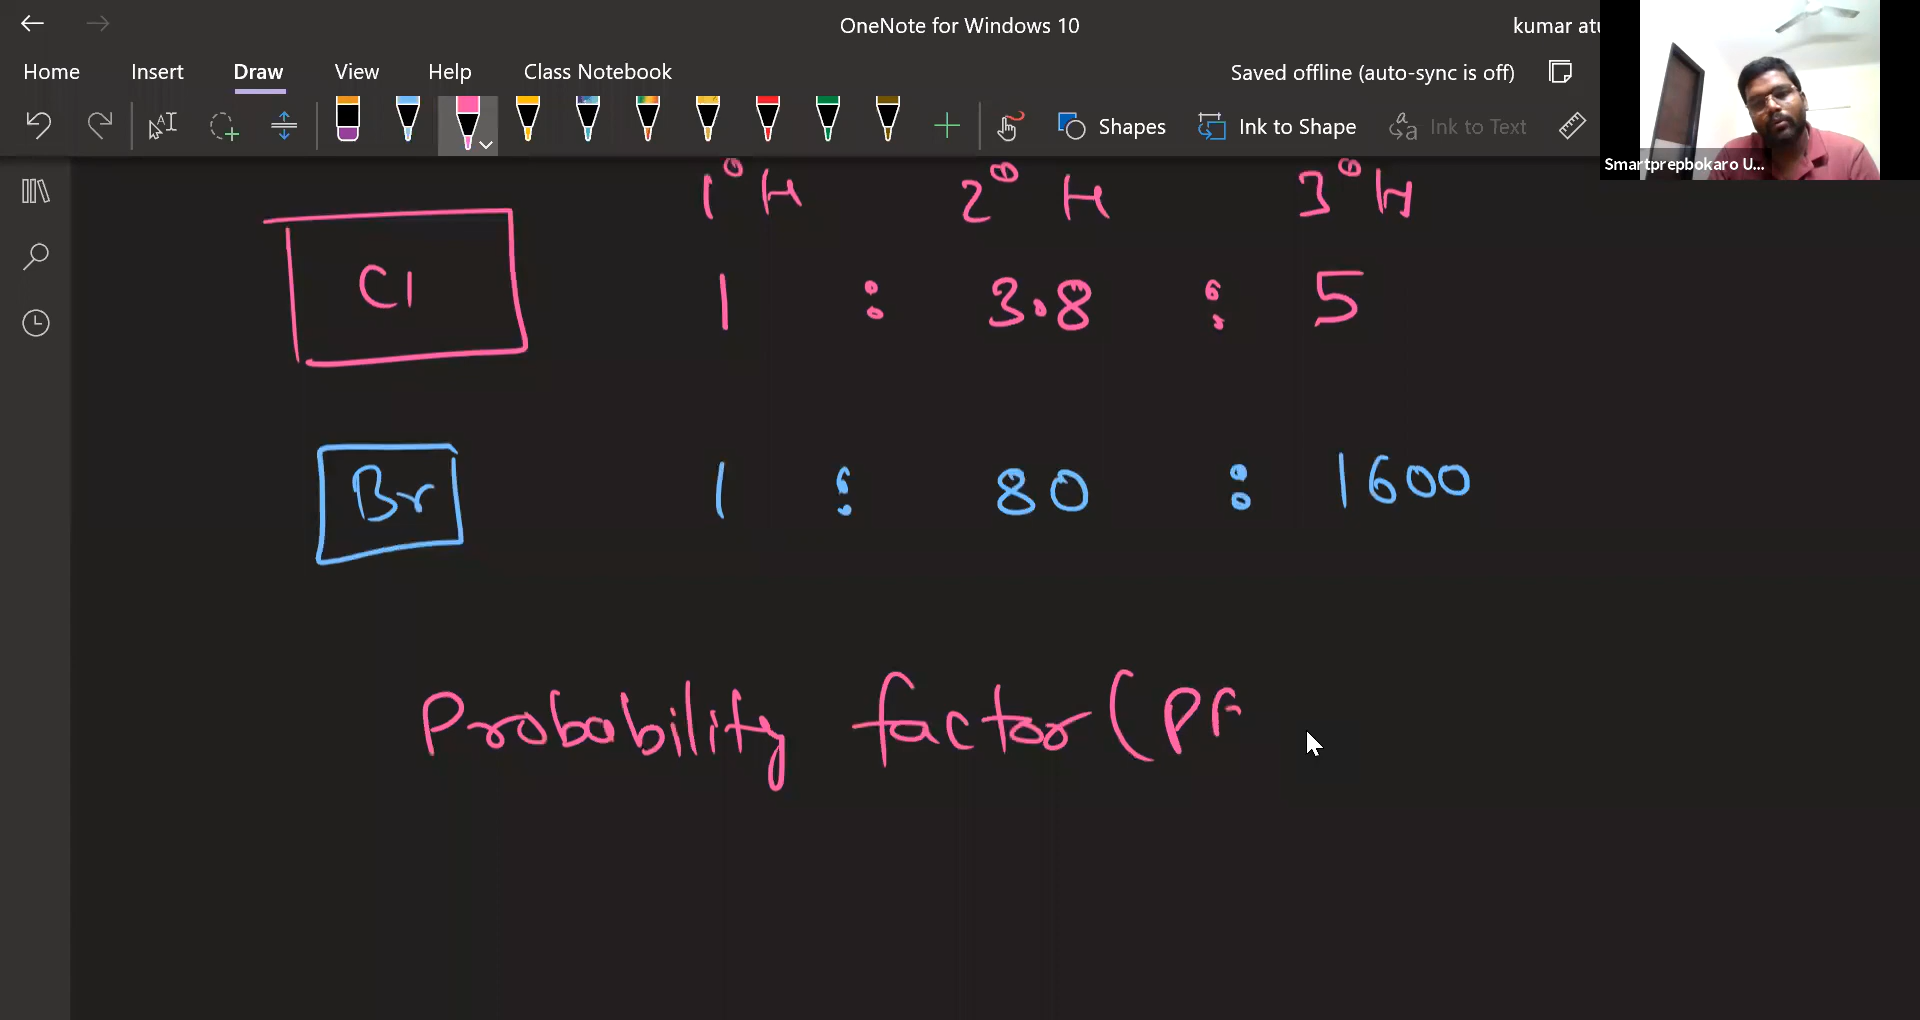 OneNote for Windows 10
kumar
Home Insert Draw View Help Class Notebook
Saved offline (auto-sync is off)
Shapes Ink to Shape Ink to Text
Smartprepbokaro U...
1° H 2° H 3° H
Cl 1 : 3.8 : 5
Br 1 : 80 : 1600
Probability factor (PF